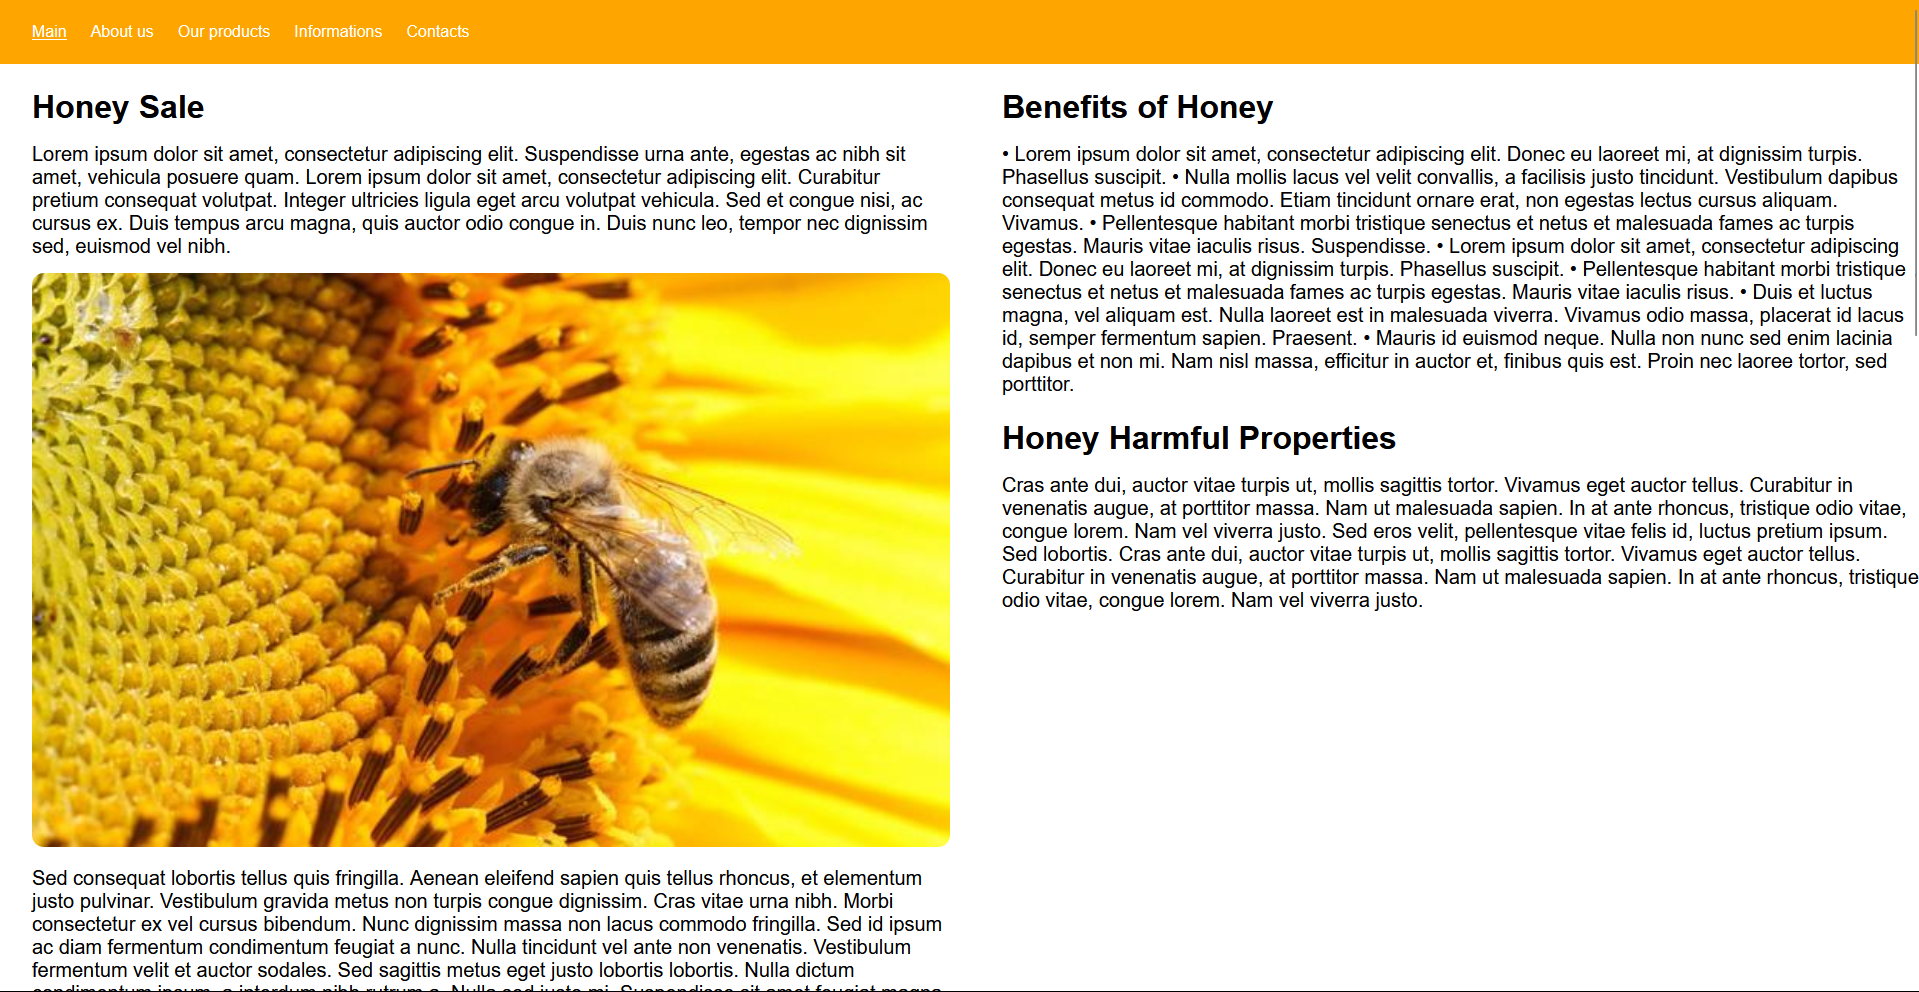 Main About us Our products Informations Contacts
Honey Sale
Lorem ipsum dolor sit amet, consectetur adipiscing elit. Suspendisse urna ante, egestas ac nibh sit
amet, vehicula posuere quam. Lorem ipsum dolor sit amet, consectetur adipiscing elit. Curabitur
pretium consequat volutpat. Integer ultricies ligula eget arcu volutpat vehicula. Sed et congue nisi, ac
cursus ex. Duis tempus arcu magna, quis auctor odio congue in. Duis nunc leo, tempor nec dignissim
sed, euismod vel nibh.
Sed consequat lobortis tellus quis fringilla. Aenean eleifend sapien quis tellus rhoncus, et elementum
justo pulvinar. Vestibulum gravida metus non turpis congue dignissim. Cras vitae urna nibh. Morbi
consectetur ex vel cursus bibendum. Nunc dignissim massa non lacus commodo fringilla. Sed id ipsum
ac diam fermentum condimentum feugiat a nunc. Nulla tincidunt vel ante non venenatis. Vestibulum
fermentum velit et auctor sodales. Sed sagittis metus eget justo lobortis lobortis. Nulla dictum
Benefits of Honey
• Lorem ipsum dolor sit amet, consectetur adipiscing elit. Donec eu laoreet mi, at dignissim turpis.
Phasellus suscipit. • Nulla mollis lacus vel velit convallis, a facilisis justo tincidunt. Vestibulum dapibus
consequat metus id commodo. Etiam tincidunt ornare erat, non egestas lectus cursus aliquam.
Vivamus. • Pellentesque habitant morbi tristique senectus et netus et malesuada fames ac turpis
egestas. Mauris vitae iaculis risus. Suspendisse. • Lorem ipsum dolor sit amet, consectetur adipiscing
elit. Donec eu laoreet mi, at dignissim turpis. Phasellus suscipit. • Pellentesque habitant morbi tristique
senectus et netus et malesuada fames ac turpis egestas. Mauris vitae iaculis risus. • Duis et luctus
magna, vel aliquam est. Nulla laoreet est in malesuada viverra. Vivamus odio massa, placerat id lacus
id, semper fermentum sapien. Praesent. • Mauris id euismod neque. Nulla non nunc sed enim lacinia
dapibus et non mi. Nam nisl massa, efficitur in auctor et, finibus quis est. Proin nec laoree tortor, sed
porttitor.
Honey Harmful Properties
Cras ante dui, auctor vitae turpis ut, mollis sagittis tortor. Vivamus eget auctor tellus. Curabitur in
venenatis augue, at porttitor massa. Nam ut malesuada sapien. In at ante rhoncus, tristique odio vitae,
congue lorem. Nam vel viverra justo. Sed eros velit, pellentesque vitae felis id, luctus pretium ipsum.
Sed lobortis. Cras ante dui, auctor vitae turpis ut, mollis sagittis tortor. Vivamus eget auctor tellus.
Curabitur in venenatis augue, at porttitor massa. Nam ut malesuada sapien. In at ante rhoncus, tristique
odio vitae, congue lorem. Nam vel viverra justo.